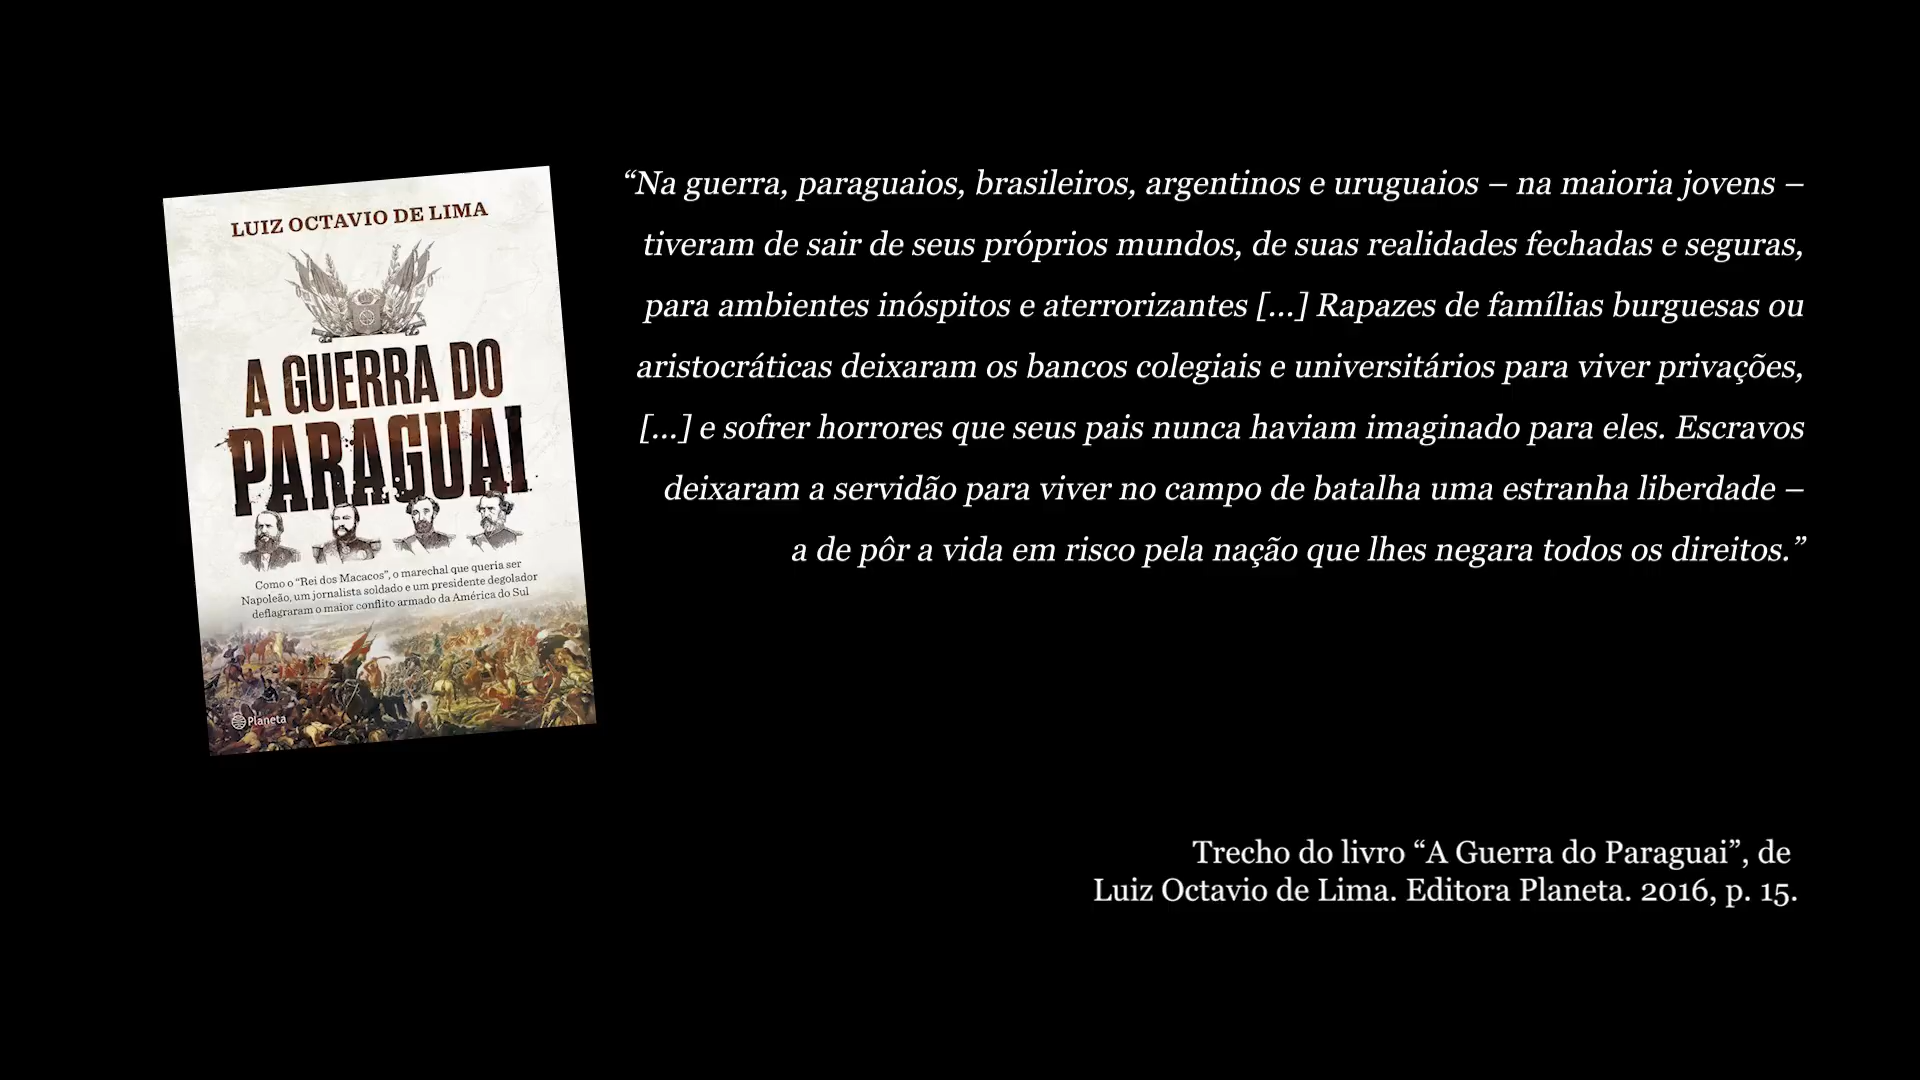 LUIZ OCTAVIO DE LIMA
A GUERRA DO
PARAGUAI
Como o “Rei dos Macacos”, o marechal que queria ser
Napoleão, um jornalista soldado e um presidente degolador
deflagraram o maior conflito armado da América do Sul
Planeta
“Na guerra, paraguaios, brasileiros, argentinos e uruguaios – na maioria jovens –
tiveram de sair de seus próprios mundos, de suas realidades fechadas e seguras,
para ambientes inóspitos e aterrorizantes [...] Rapazes de famílias burguesas ou
aristocráticas deixaram os bancos colegiais e universitários para viver privações,
[...] e sofrer horrores que seus pais nunca haviam imaginado para eles. Escravos
deixaram a servidão para viver no campo de batalha uma estranha liberdade –
a de pôr a vida em risco pela nação que lhes negara todos os direitos.”
Trecho do livro “A Guerra do Paraguai”, de
Luiz Octavio de Lima. Editora Planeta. 2016, p. 15.